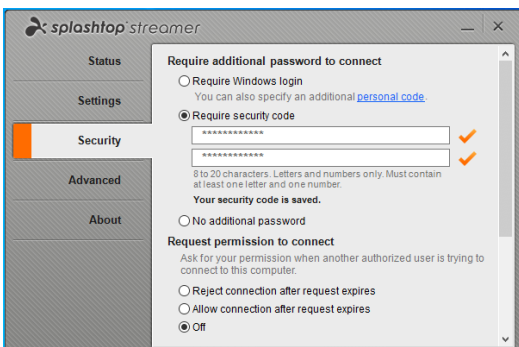 splashtop streamer
Status
Settings
Security
Advanced
About
Require additional password to connect
Require Windows login
You can also specify an additional personal code.
Require security code
************
************
8 to 20 characters. Letters and numbers only. Must contain
at least one letter and one number.
Your security code is saved.
No additional password
Request permission to connect
Ask for your permission when another authorized user is trying to
connect to this computer.
Reject connection after request expires
Allow connection after request expires
Off